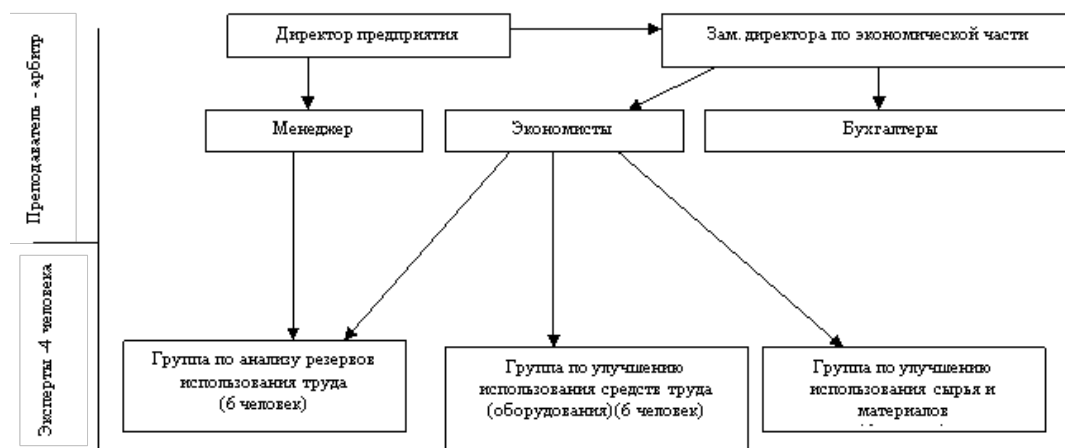 Преподаватель - арбитр
Директор предприятия
Зам. директора по экономической части
Менеджер
Экономисты
Бухгалтеры
Эксперты -4 человека
Группа по анализу резервов
использования труда
(6 человек)
Группа по улучшению
использования средств труда
(оборудования)(6 человек)
Группа по улучшению
использования сырья и
материалов